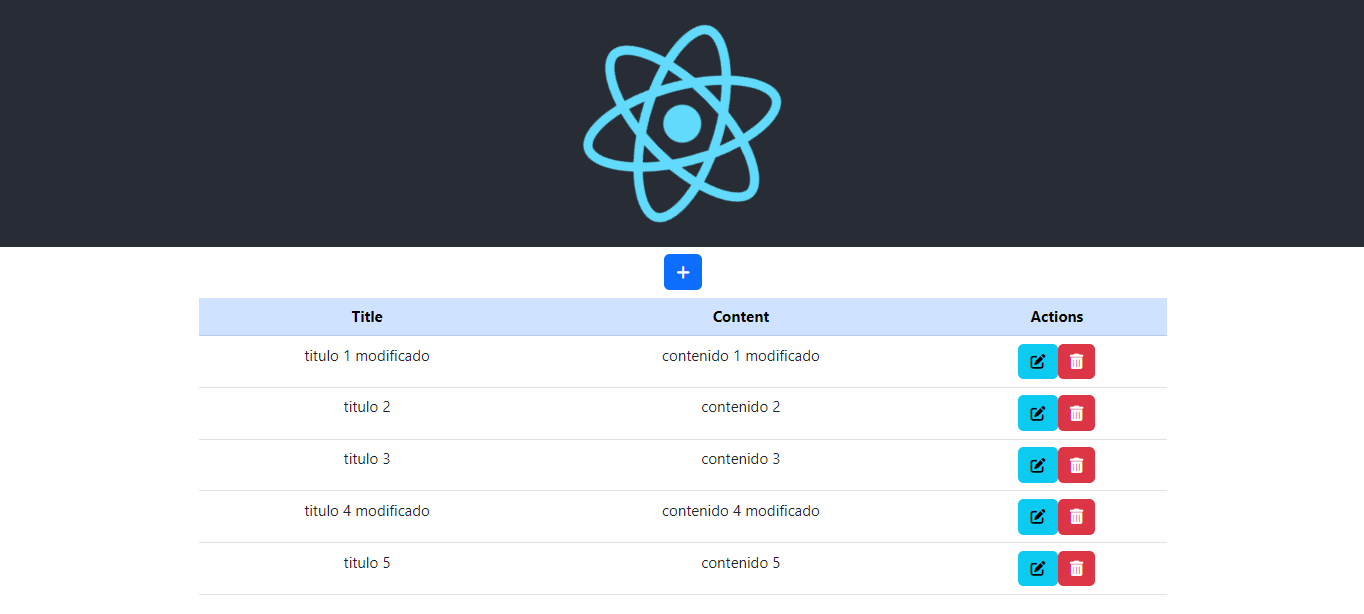 +
Title Content Actions
titulo 1 modificado contenido 1 modificado
titulo 2 contenido 2
titulo 3 contenido 3
titulo 4 modificado contenido 4 modificado
titulo 5 contenido 5